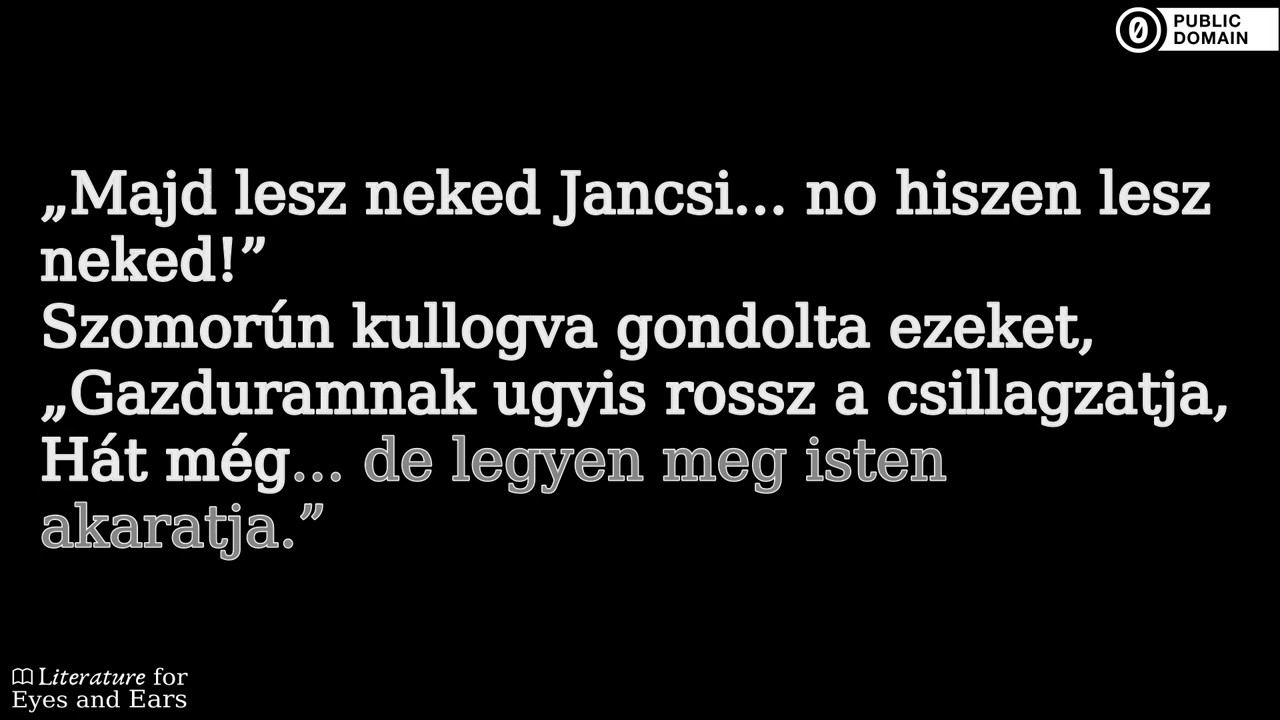 PUBLIC
DOMAIN
„Majd lesz neked Jancsi… no hiszen lesz
neked!”
Szomorún kullogva gondolta ezeket,
„Gazduramnak ugyis rossz a csillagzatja,
Hát még… de legyen meg isten
akaratja.”
Literature for
Eyes and Ears